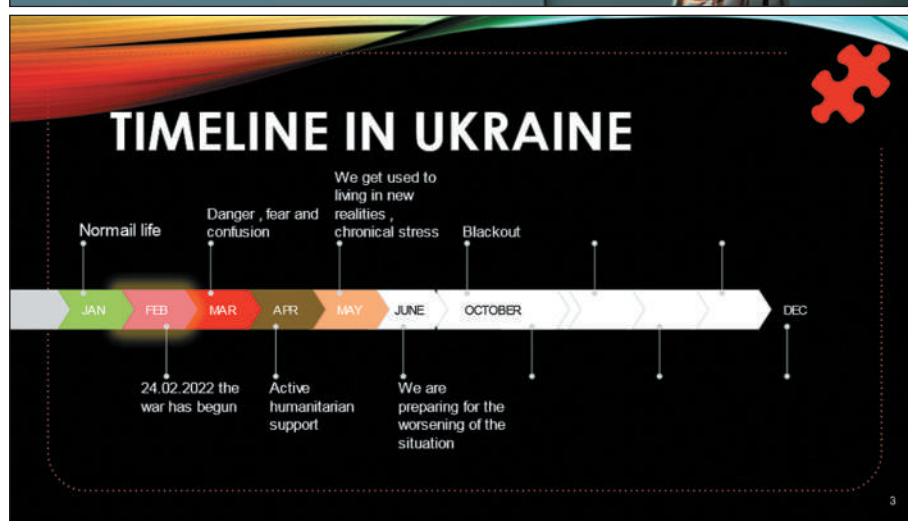 TIMELINE IN UKRAINE
We get used to
living in new
realities ,
chronical stress
Danger , fear and
confusion
Normail life
Blackout
JAN
FEB
MAR
APR
MAY
JUNE
OCTOBER
DEC
24.02.2022 the
war has begun
Active
humanitarian
support
We are
preparing for the
worsening of the
situation
3